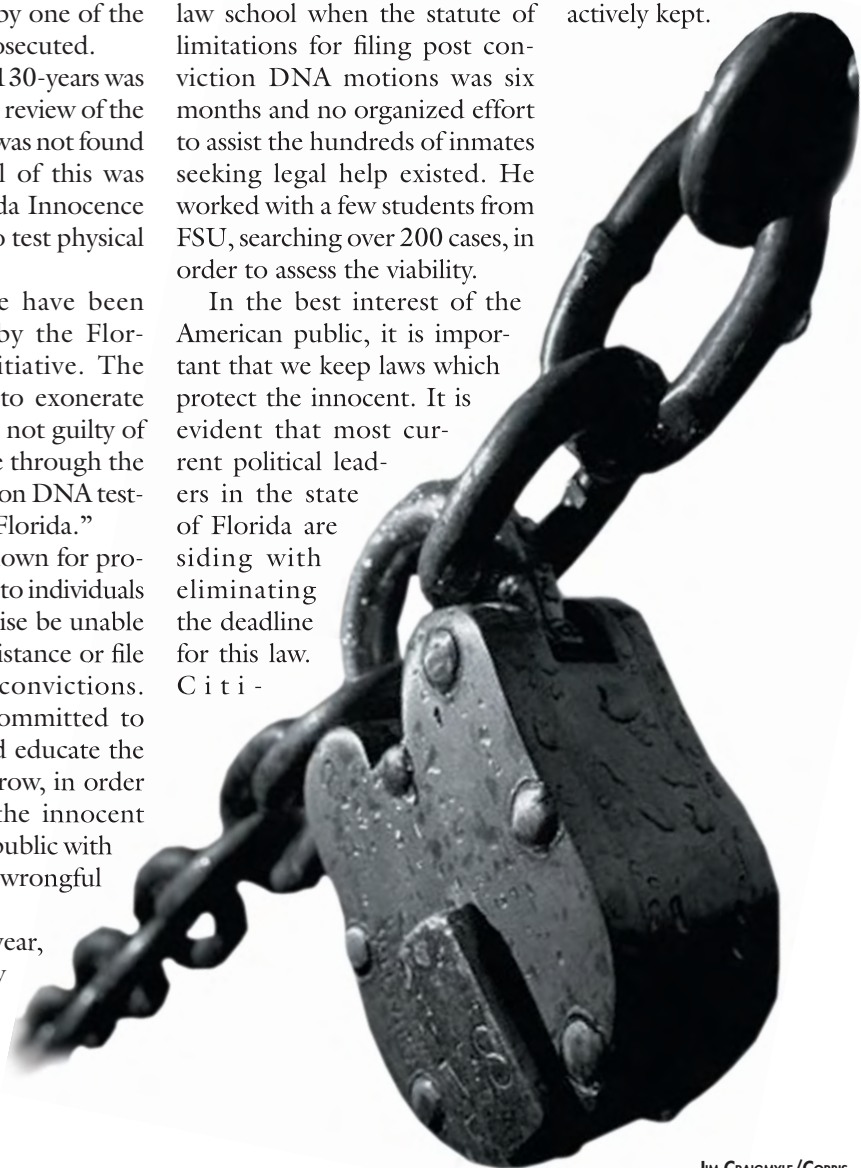 by one of the
osecuted.
130-years was
review of the
was not found
l of this was
da Innocence
o test physical
e have been
by the Flor-
itiative. The
to exonerate
not guilty of
e through the
on DNA test-
Florida.”
own for pro-
to individuals
ise be unable
istance or file
convictions.
ommitted to
d educate the
row, in order
the innocent
public with
wrongful
year,
y
law school when the statute of
limitations for filing post con-
viction DNA motions was six
months and no organized effort
to assist the hundreds of inmates
seeking legal help existed. He
worked with a few students from
FSU, searching over 200 cases, in
order to assess the viability.
In the best interest of the
American public, it is impor-
tant that we keep laws which
protect the innocent. It is
evident that most cur-
rent political lead-
ers in the state
of Florida are
siding with
eliminating
the deadline
for this law.
Citi-
actively kept.
Jim Craigmyle/Corbis